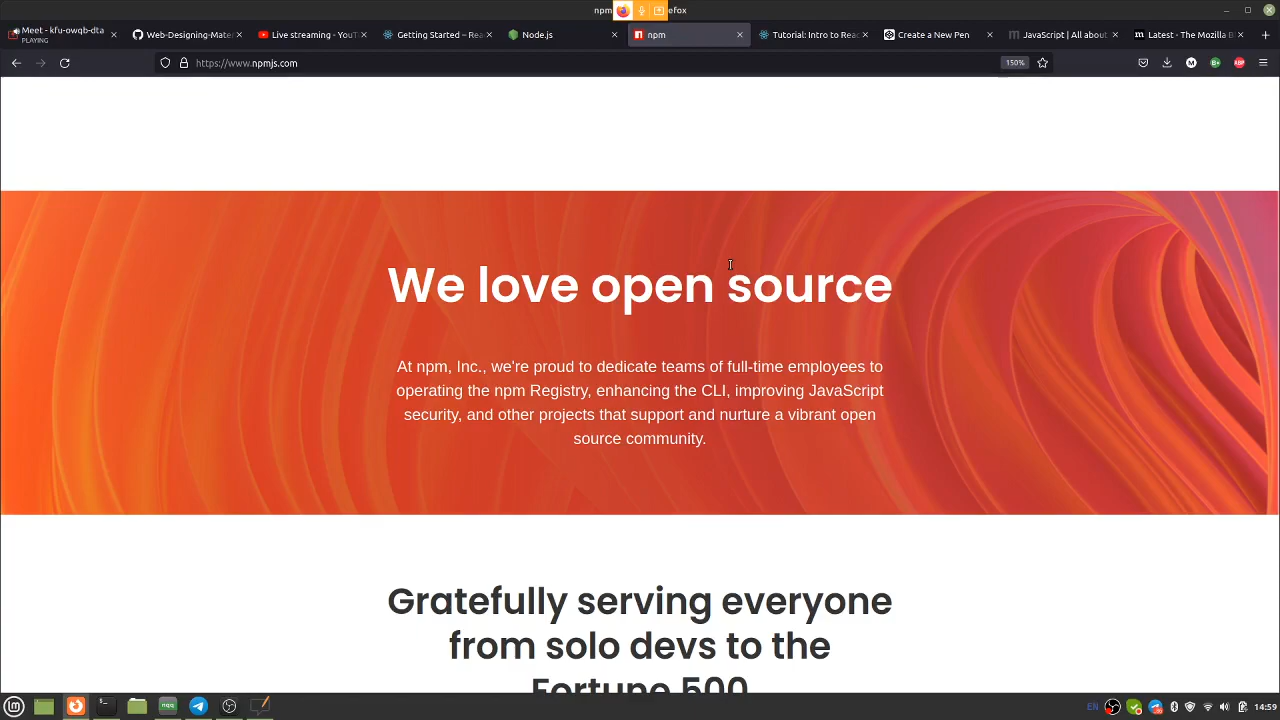 npm
efox
Meet - kfu-owqb-dta
PLAYING
Web-Designing-Mater
Live streaming - YouT
Getting Started – Rea
Node.js
npm
Tutorial: Intro to Reac
Create a New Pen
JavaScript | All about
Latest - The Mozilla B
https://www.npmjs.com
150%
We love open source
At npm, Inc., we're proud to dedicate teams of full-time employees to
operating the npm Registry, enhancing the CLI, improving JavaScript
security, and other projects that support and nurture a vibrant open
source community.
Gratefully serving everyone
from solo devs to the
Fortune 500
EN
14:59